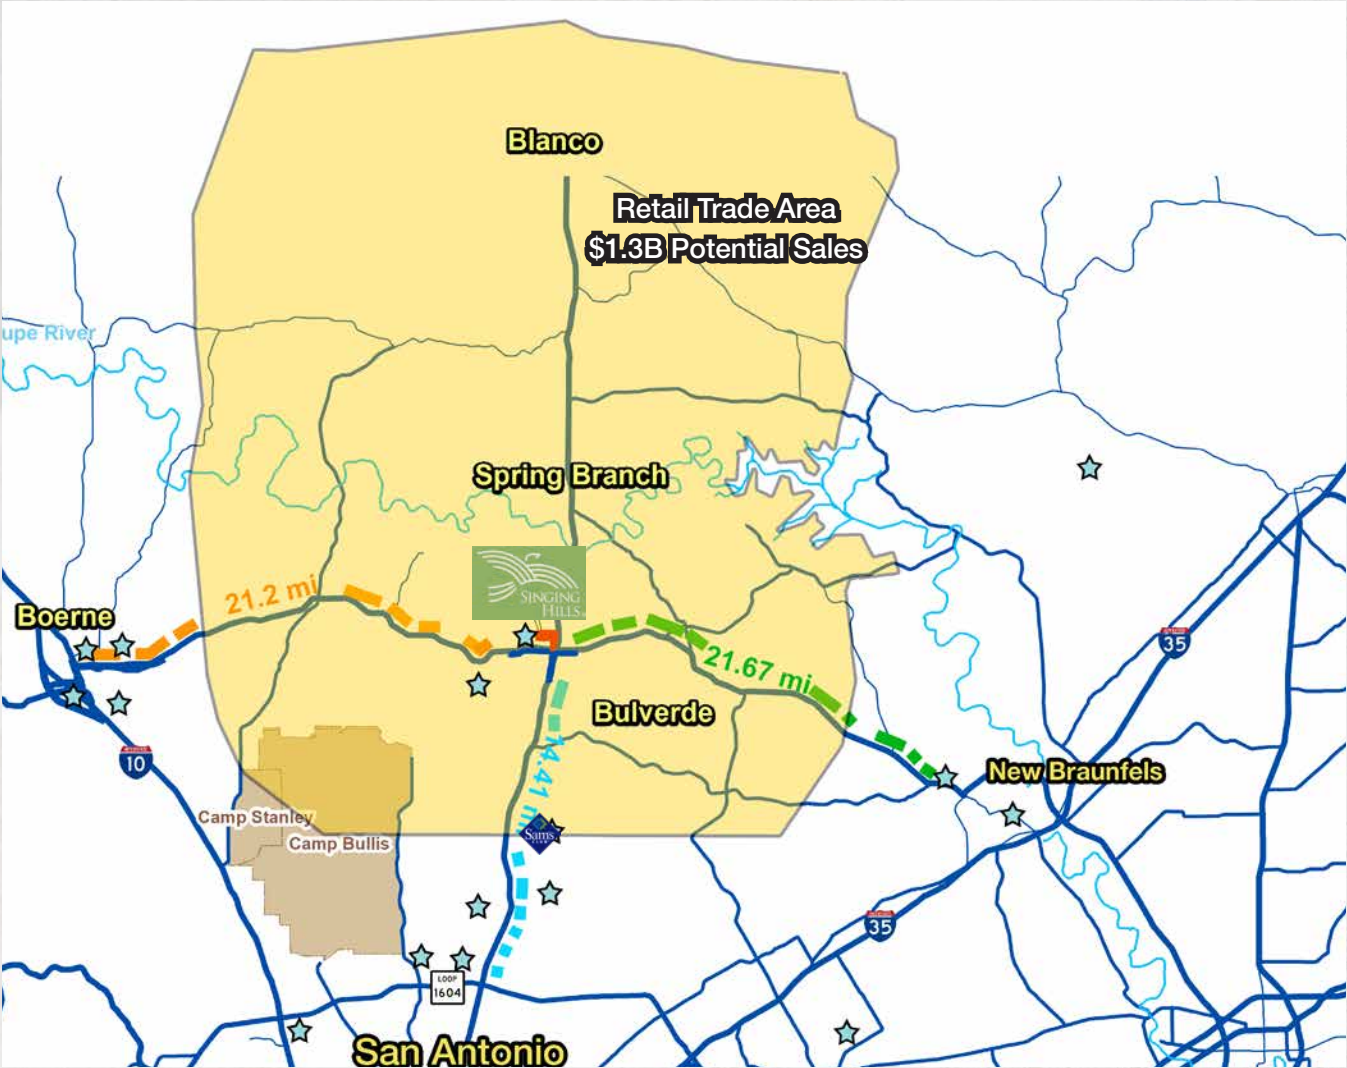 Blanco
Retail Trade Area
$1.3B Potential Sales
upe River
Spring Branch
SINGING
HILLS
21.2 mi
Boerne
35
21.67 mi
Bulverde
14.41 mi
10
New Braunfels
Camp Stanley
Camp Bullis
Sam's
CLUB
35
LOOP
1604
San Antonio